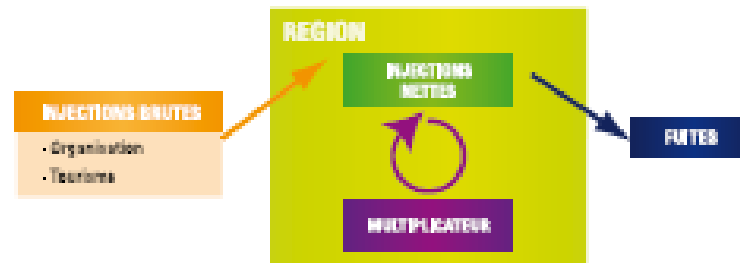 REGION
INJECTIONS
NETTES
INJECTIONS BRUTES
- Organisation
- Tourisme
FUITES
MULTIPLICATEUR